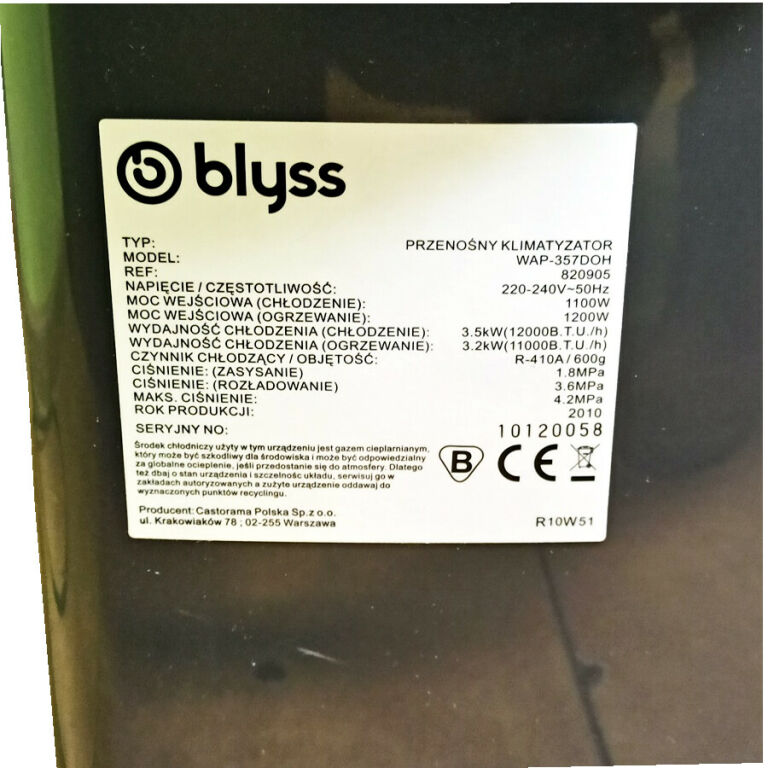 blyss
TYP: PRZENOŚNY KLIMATYZATOR
MODEL: WAP-357DOH
REF: 820905
NAPIĘCIE / CZĘSTOTLIWOŚĆ: 220-240V~50Hz
MOC WEJŚCIOWA (CHŁODZENIE): 1100W
MOC WEJŚCIOWA (OGRZEWANIE): 1200W
WYDAJNOŚĆ CHŁODZENIA (CHŁODZENIE): 3.5kW(12000B.T.U./h)
WYDAJNOŚĆ CHŁODZENIA (OGRZEWANIE): 3.2kW(11000B.T.U./h)
CZYNNIK CHŁODZĄCY / OBJĘTOŚĆ: R-410A / 600g
CIŚNIENIE: (ZASYSANIE) 1.8MPa
CIŚNIENIE: (ROZŁADOWANIE) 3.6MPa
MAKS. CIŚNIENIE: 4.2MPa
ROK PRODUKCJI: 2010
SERYJNY NO: 10120058
Środek chłodniczy użyty w tym urządzeniu jest gazem cieplarnianym,
który może być szkodliwy dla środowiska i może być odpowiedzialny
za globalne ocieplenie, jeśli przedostanie się do atmosfery. Dlatego
też dbaj o stan urządzenia i szczelnośc układu, serwisuj go w
zakładach autoryzowanych a zużyte urządzenie oddawaj do
wyznaczonych punktów recyclingu.
B CE
Producent: Castorama Polska Sp.z o.o.
ul. Krakowiaków 78 ; 02-255 Warszawa
R10W51